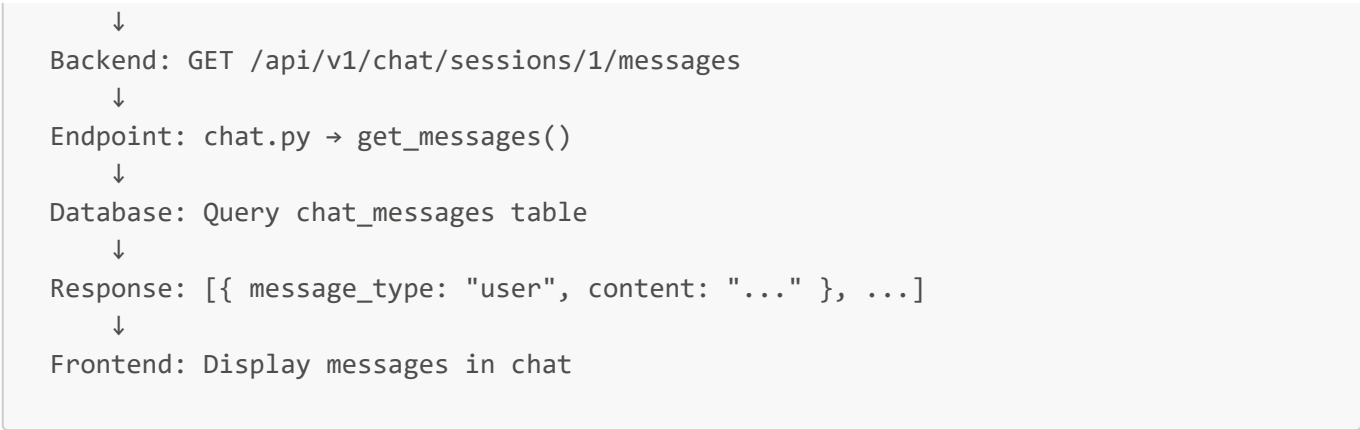 ↓
Backend: GET /api/v1/chat/sessions/1/messages
↓
Endpoint: chat.py → get_messages()
↓
Database: Query chat_messages table
↓
Response: [{ message_type: "user", content: "..." }, ...]
↓
Frontend: Display messages in chat